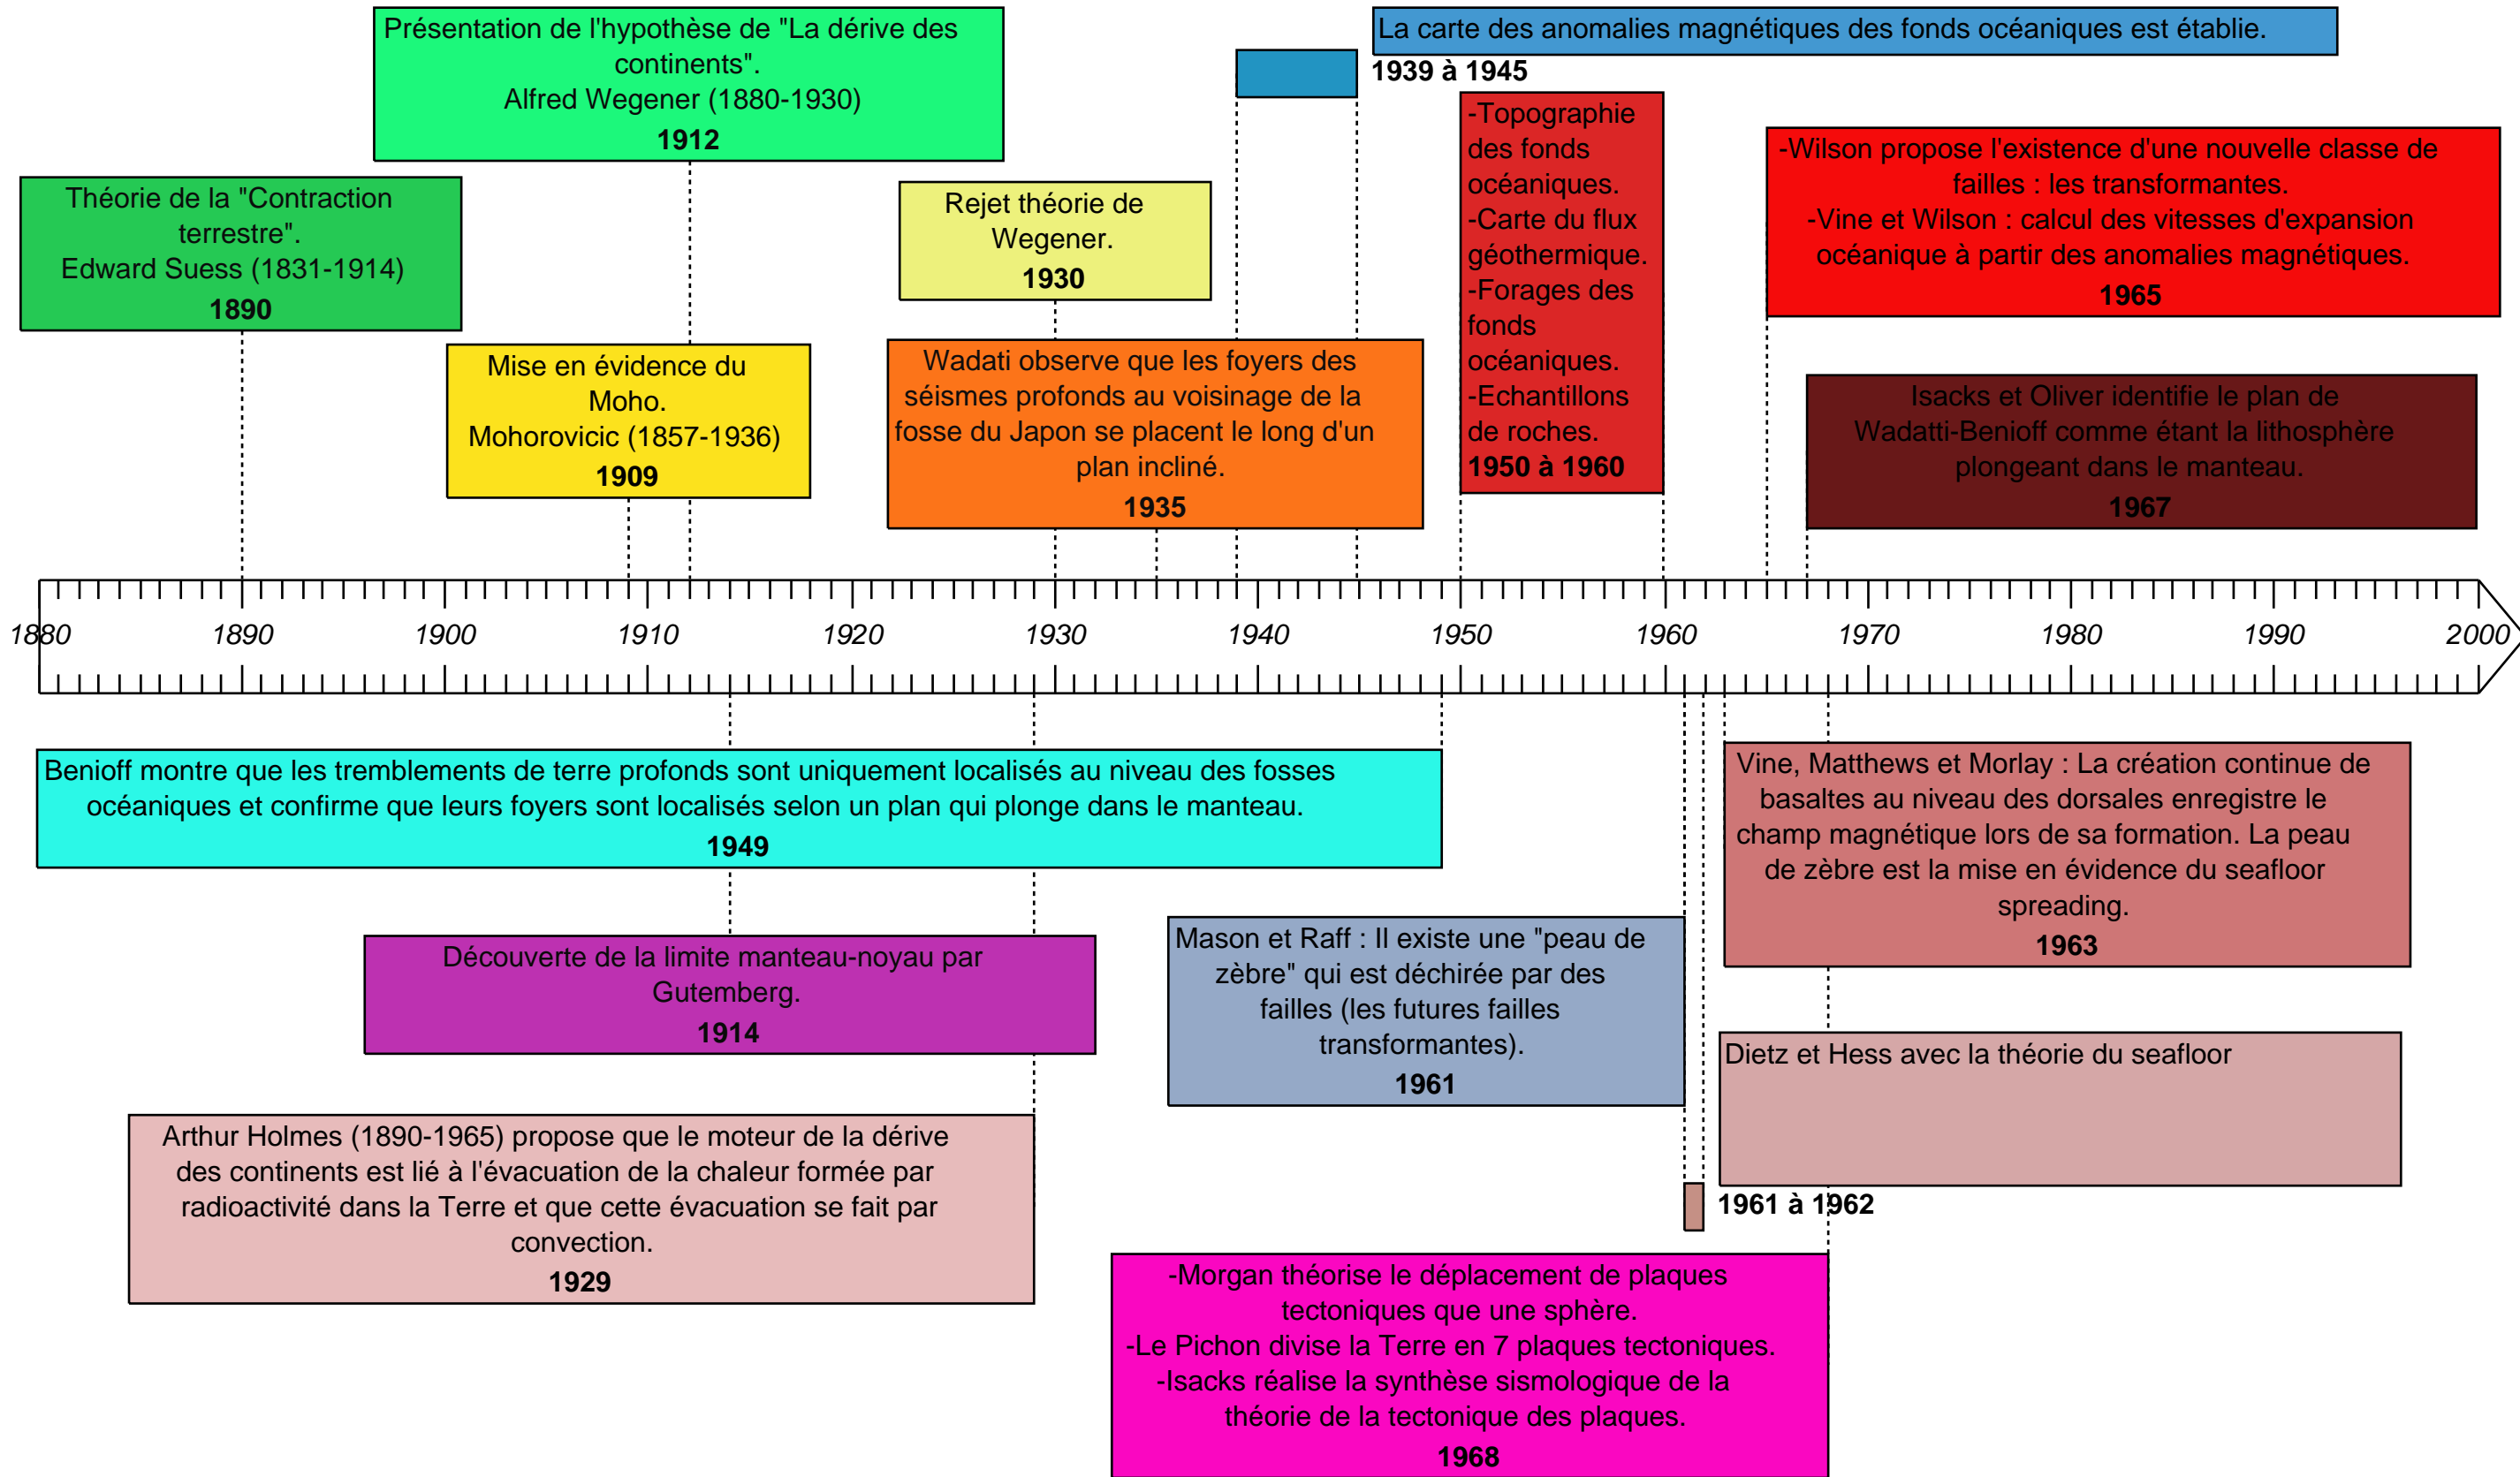 Présentation de l'hypothèse de "La dérive des
continents".
Alfred Wegener (1880-1930)
1912
La carte des anomalies magnétiques des fonds océaniques est établie.
1939 à 1945
Théorie de la "Contraction
terrestre".
Edward Suess (1831-1914)
1890
Mise en évidence du
Moho.
Mohorovicic (1857-1936)
1909
Rejet théorie de
Wegener.
1930
Wadati observe que les foyers des
séismes profonds au voisinage de la
fosse du Japon se placent le long d'un
plan incliné.
1935
-Topographie
des fonds
océaniques.
-Carte du flux
géothermique.
-Forages des
fonds
océaniques.
-Echantillons
de roches.
1950 à 1960
-Wilson propose l'existence d'une nouvelle classe de
failles : les transformantes.
-Vine et Wilson : calcul des vitesses d'expansion
océanique à partir des anomalies magnétiques.
1965
Isacks et Oliver identifie le plan de
Wadatti-Benioff comme étant la lithosphère
plongeant dans le manteau.
1967
1880 1890 1900 1910 1920 1930 1940 1950 1960 1970 1980 1990 2000
Benioff montre que les tremblements de terre profonds sont uniquement localisés au niveau des fosses
océaniques et confirme que leurs foyers sont localisés selon un plan qui plonge dans le manteau.
1949
Découverte de la limite manteau-noyau par
Gutemberg.
1914
Arthur Holmes (1890-1965) propose que le moteur de la dérive
des continents est lié à l'évacuation de la chaleur formée par
radioactivité dans la Terre et que cette évacuation se fait par
convection.
1929
Mason et Raff : Il existe une "peau de
zèbre" qui est déchirée par des
failles (les futures failles
transformantes).
1961
Vine, Matthews et Morlay : La création continue de
basaltes au niveau des dorsales enregistre le
champ magnétique lors de sa formation. La peau
de zèbre est la mise en évidence du seafloor
spreading.
1963
Dietz et Hess avec la théorie du seafloor
1961 à 1962
-Morgan théorise le déplacement de plaques
tectoniques que une sphère.
-Le Pichon divise la Terre en 7 plaques tectoniques.
-Isacks réalise la synthèse sismologique de la
théorie de la tectonique des plaques.
1968